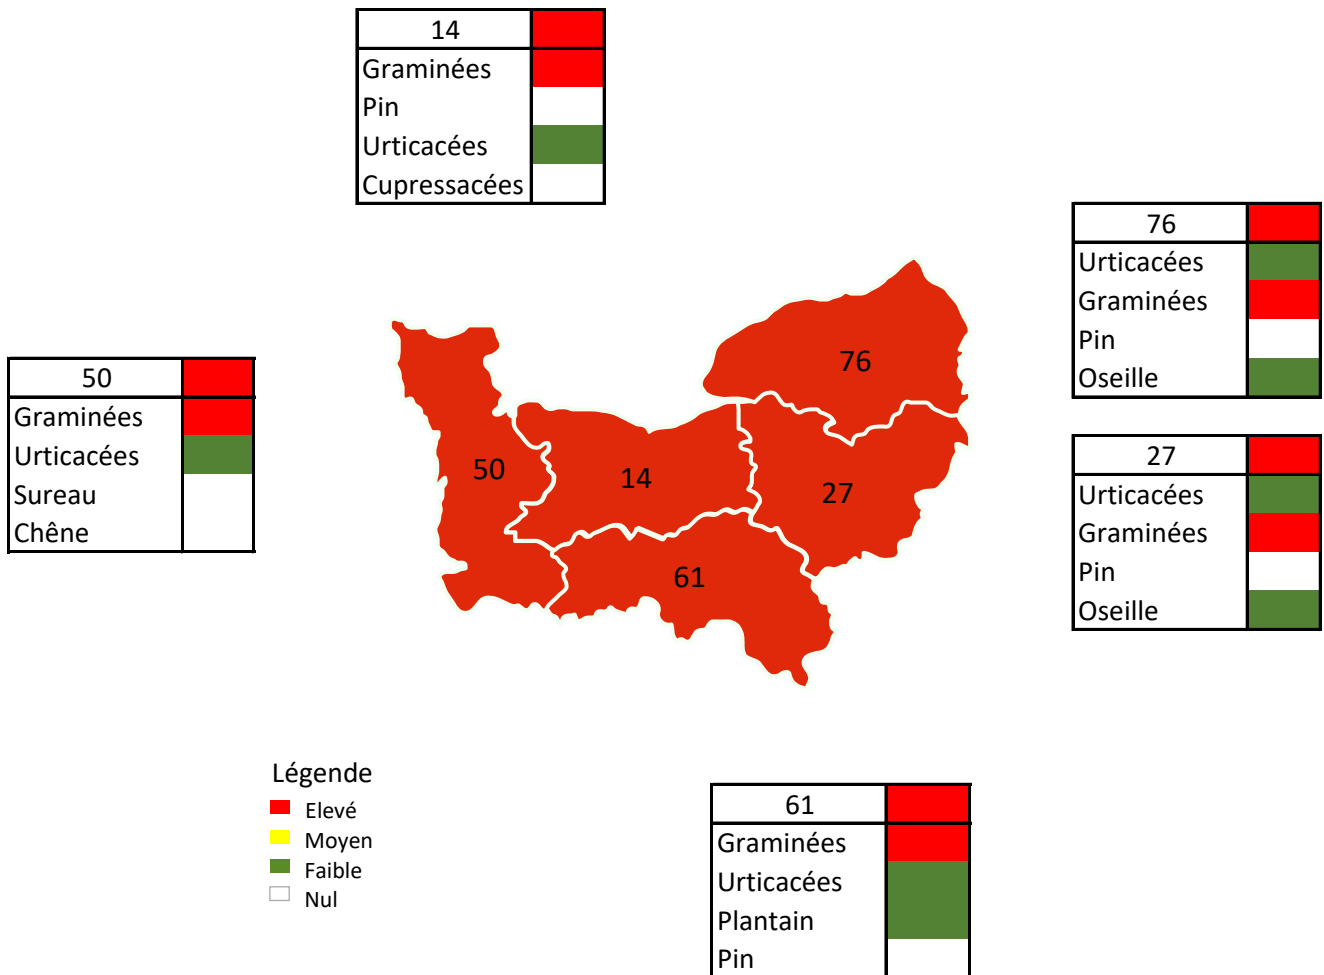 14
Graminées
Pin
Urticacées
Cupressacées
76
Urticacées
Graminées
Pin
Oseille
50
Graminées
Urticacées
Sureau
Chêne
27
Urticacées
Graminées
Pin
Oseille
76
50
14
27
61
Légende
Elevé
Moyen
Faible
Nul
61
Graminées
Urticacées
Plantain
Pin